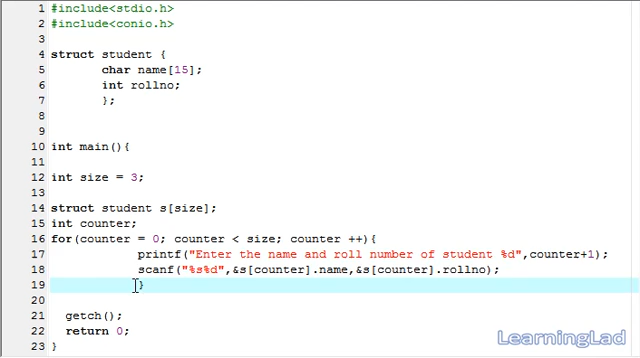 1 #include<stdio.h>
2 #include<conio.h>
3
4 struct student {
5 char name[15];
6 int rollno;
7 };
8
9
10 int main(){
11
12 int size = 3;
13
14 struct student s[size];
15 int counter;
16 for(counter = 0; counter < size; counter ++){
17 printf("Enter the name and roll number of student %d",counter+1);
18 scanf("%s%d",&s[counter].name,&s[counter].rollno);
19 }
20
21 getch();
22 return 0;
23 }
LearningLad